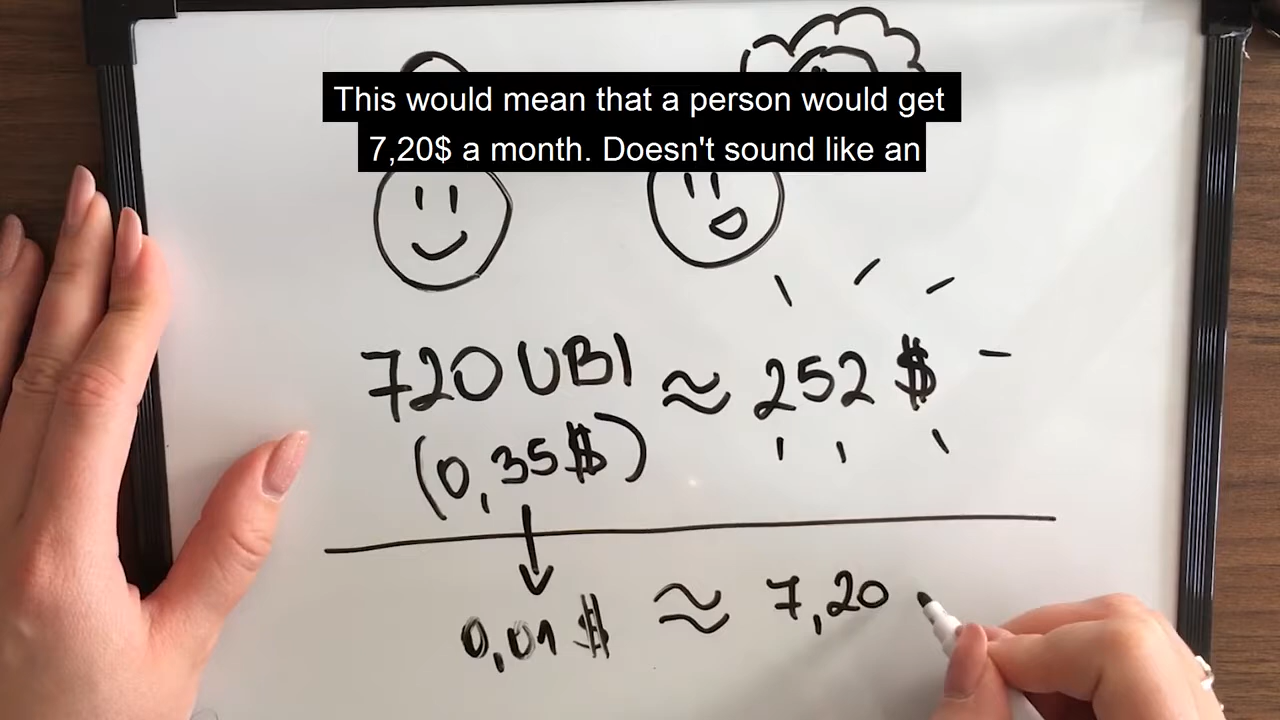 This would mean that a person would get
7,20$ a month. Doesn't sound like an
720 UBI ≈ 252 $
(0,35$)
0,01 $ ≈ 7,20